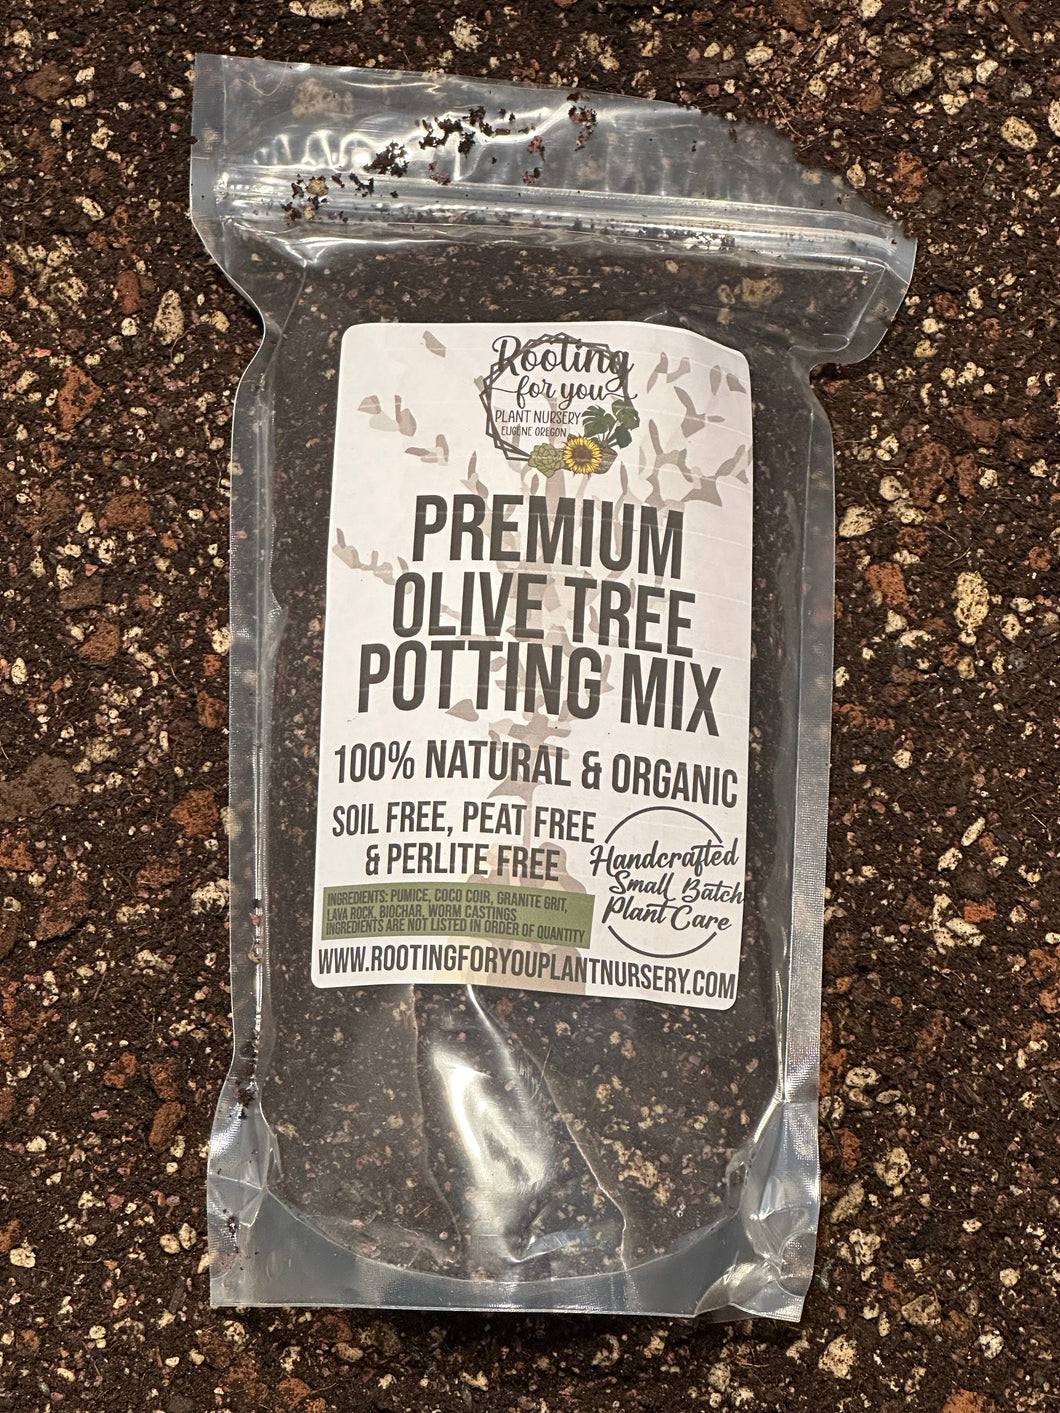 Rooting
for you
PLANT NURSERY
EUGENE OREGON
PREMIUM
OLIVE TREE
POTTING MIX
100% NATURAL & ORGANIC
SOIL FREE, PEAT FREE
& PERLITE FREE
Handcrafted
Small Batch
Plant Care
INGREDIENTS: PUMICE, COCO COIR, GRANITE GRIT,
LAVA ROCK, BIOCHAR, WORM CASTINGS
INGREDIENTS ARE NOT LISTED IN ORDER OF QUANTITY
WWW.ROOTINGFORYOUPLANTNURSERY.COM